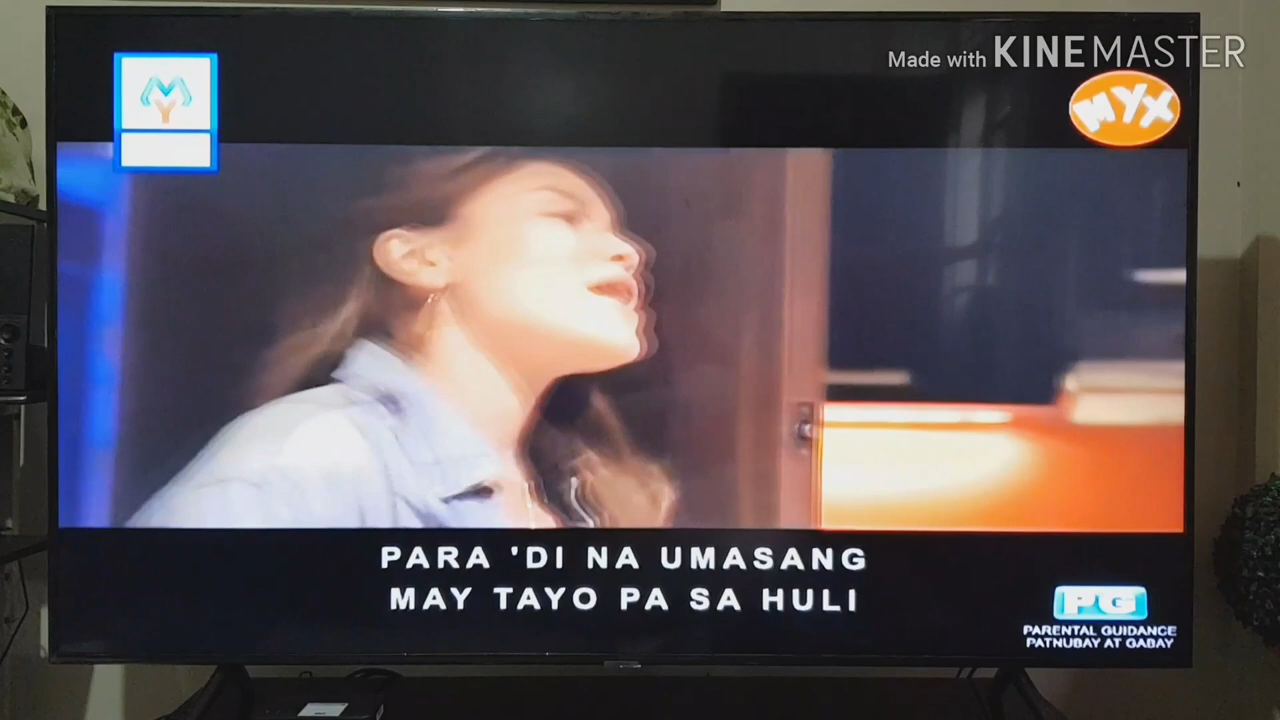 Made with KINEMASTER
MYX
PARA 'DI NA UMASANG
MAY TAYO PA SA HULI
PG
PARENTAL GUIDANCE
PATNUBAY AT GABAY